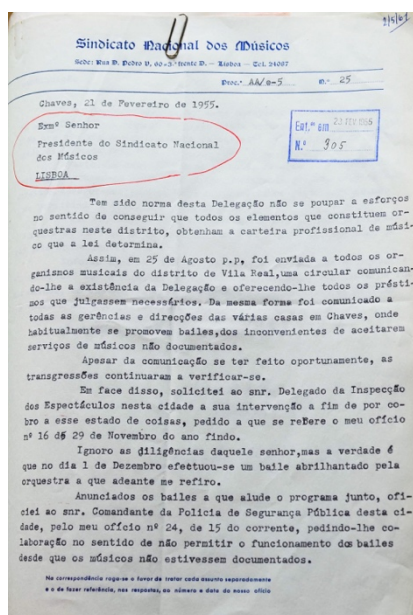 2/5/61
Sindicato Nacional dos Músicos
Sede: Rua D. Pedro V, 60-3.º frente D. — Lisboa — Tel. 31087
Proc.º AA/e-5 n.º 25
Chaves, 21 de Fevereiro de 1955.
Exmº Senhor
Presidente do Sindicato Nacional
dos Músicos
LISBOA
Ent.º em 23 FEV. 1955
N.º 305
Tem sido norma desta Delegação não se poupar a esforços
no sentido de conseguir que todos os elementos que constituem or-
questras neste distrito, obtenham a carteira profissional de músi-
co que a lei determina.
Assim, em 25 de Agosto p.p, foi enviada a todos os or-
ganismos musicais do distrito de Vila Real,uma circular comunican-
do-lhe a existência da Delegação e oferecendo-lhe todos os présti-
mos que julgassem necessários. Da mesma forma foi comunicado a
todas as gerências e direcções das várias casas em Chaves, onde
habitualmente se promovem bailes,dos inconvenientes de aceitarem
serviços de músicos não documentados.
Apesar da comunicação se ter feito oportunamente, as
transgressões continuaram a verificar-se.
Em face disso, solicitei ao snr. Delegado da Inspecção
dos Espectáculos nesta cidade a sua intervenção a fim de por co-
bro a esse estado de coisas, pedido a que se refere o meu ofício
nº 16 de 29 de Novembro do ano findo.
Ignoro as diligências daquele senhor,mas a verdade é
que no dia 1 de Dezembro efectuou-se um baile abrilhantado pela
orquestra a que adeante me refiro.
Anunciados os bailes a que alude o programa junto, ofi-
ciei ao snr. Comandante da Policia de Segurança Pública desta ci-
dade, pelo meu ofício nº 24, de 15 do corrente, pedindo-lhe co-
laboração no sentido de não permitir o funcionamento dos bailes
desde que os músicos não estivessem documentados.
Na correspondência roga-se o favor de tratar cada assunto separadamente
e o de fazer referência, nas respostas, ao número e data do nosso ofício